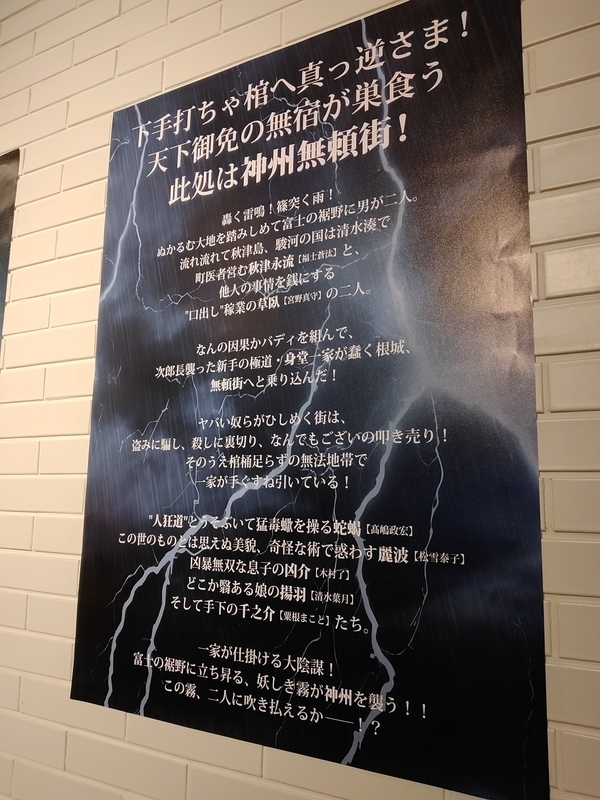 下手打ちゃ棺へ真っ逆さま！
天下御免の無宿が巣食う
此処は神州無頼街！
轟く雷鳴！篠突く雨！
ぬかるむ大地を踏みしめて富士の裾野に男が二人。
流れ流れて秋津島、駿河の国は清水湊で
町医者営む秋津永流【福士蒼汰】と、
他人の事情を銭にする
"口出し"稼業の草臥【宮野真守】の二人。
なんの因果かバディを組んで、
次郎長襲った新手の極道・身堂一家が蠢く根城、
無頼街へと乗り込んだ！
ヤバい奴らがひしめく街は、
盗みに騙し、殺しに裏切り、なんでもございの叩き売り！
そのうえ棺桶足らずの無法地帯で
一家が手ぐすね引いている！
"人狂道"とうそぶいて猛毒蠍を操る蛇蝎【髙嶋政宏】
この世のものとは思えぬ美貌、奇怪な術で惑わす麗波【松雪泰子】
凶暴無双な息子の凶介【木村了】
どこか翳ある娘の揚羽【清水葉月】
そして手下の千之介【粟根まこと】たち。
一家が仕掛ける大陰謀！
富士の裾野に立ち昇る、妖しき霧が神州を襲う！！
この霧、二人に吹き払えるか――！？